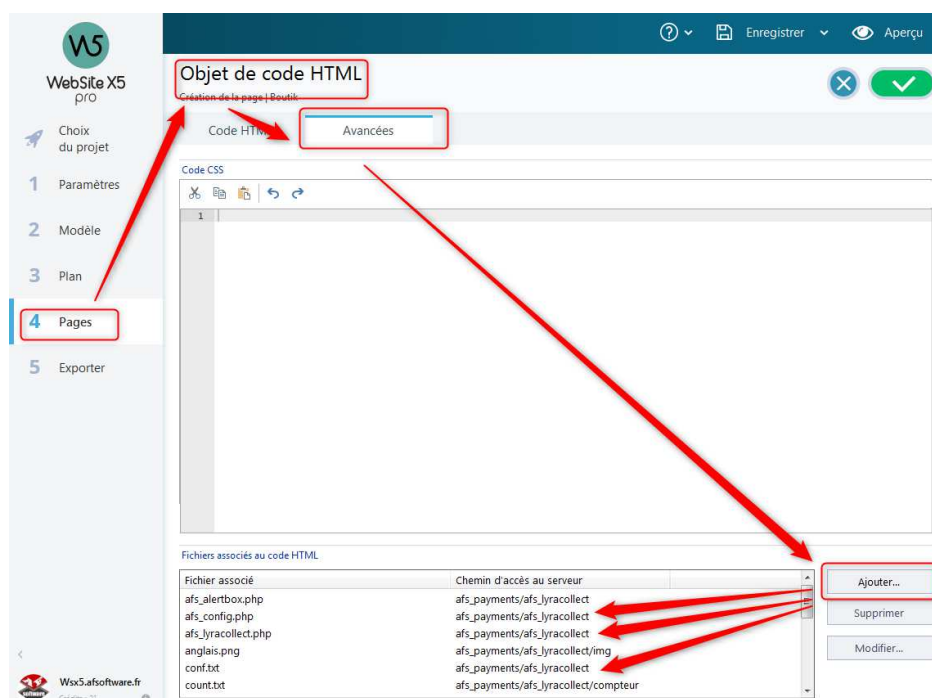 W5
WebSite X5
pro
Enregistrer
Aperçu
Objet de code HTML
Création de la page | Boutik
Choix
du projet
1 Paramètres
2 Modèle
3 Plan
4 Pages
5 Exporter
Code HTML
Avancées
Code CSS
1
Fichiers associés au code HTML
Fichier associé Chemin d'accès au serveur
afs_alertbox.php afs_payments/afs_lyracollect
afs_config.php afs_payments/afs_lyracollect
afs_lyracollect.php afs_payments/afs_lyracollect
anglais.png afs_payments/afs_lyracollect/img
conf.txt afs_payments/afs_lyracollect
count.txt afs_payments/afs_lyracollect/compteur
Ajouter...
Supprimer
Modifier...
Wsx5.afsoftware.fr